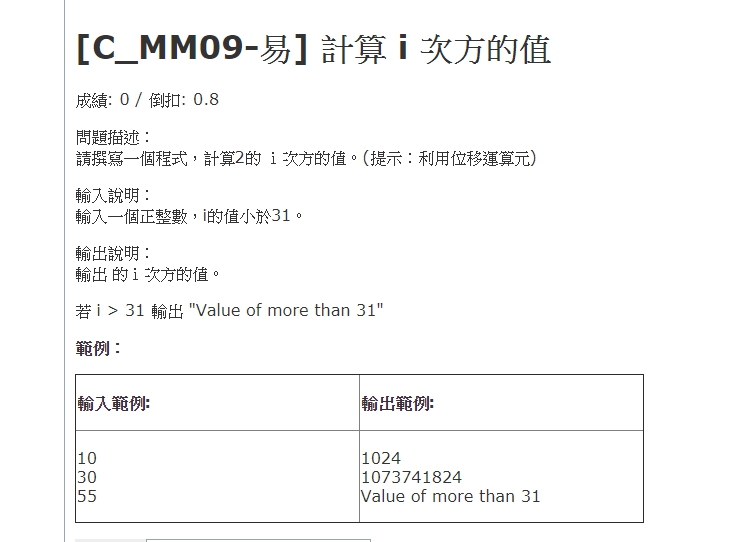 [C_MM09-易] 計算 i 次方的值
成績: 0 / 倒扣: 0.8
問題描述：
請撰寫一個程式，計算2的 i 次方的值。(提示：利用位移運算元)
輸入說明：
輸入一個正整數，i的值小於31。
輸出說明：
輸出 的 i 次方的值。
若 i > 31 輸出 "Value of more than 31"
範例：
輸入範例: 輸出範例:
10 1024
30 1073741824
55 Value of more than 31